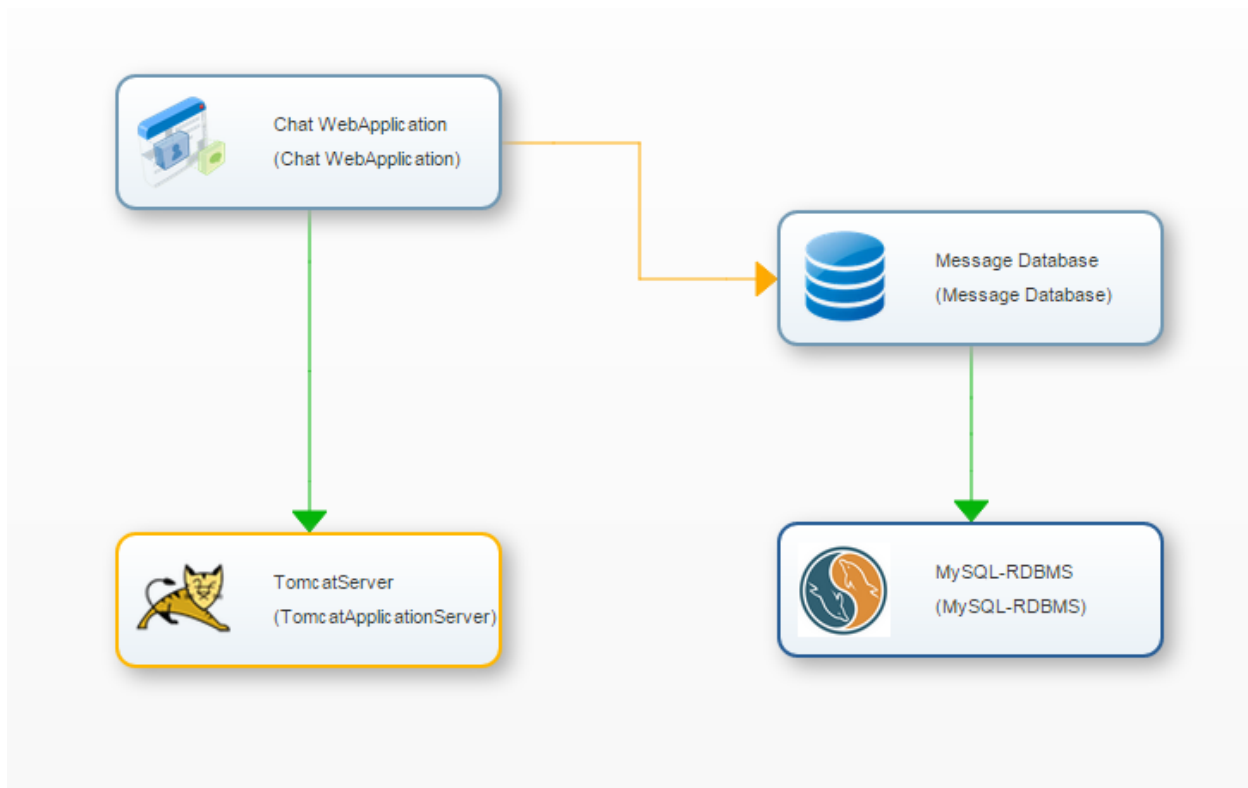 Chat WebApplication
(Chat WebApplication)
Message Database
(Message Database)
TomcatServer
(TomcatApplicationServer)
MySQL-RDBMS
(MySQL-RDBMS)